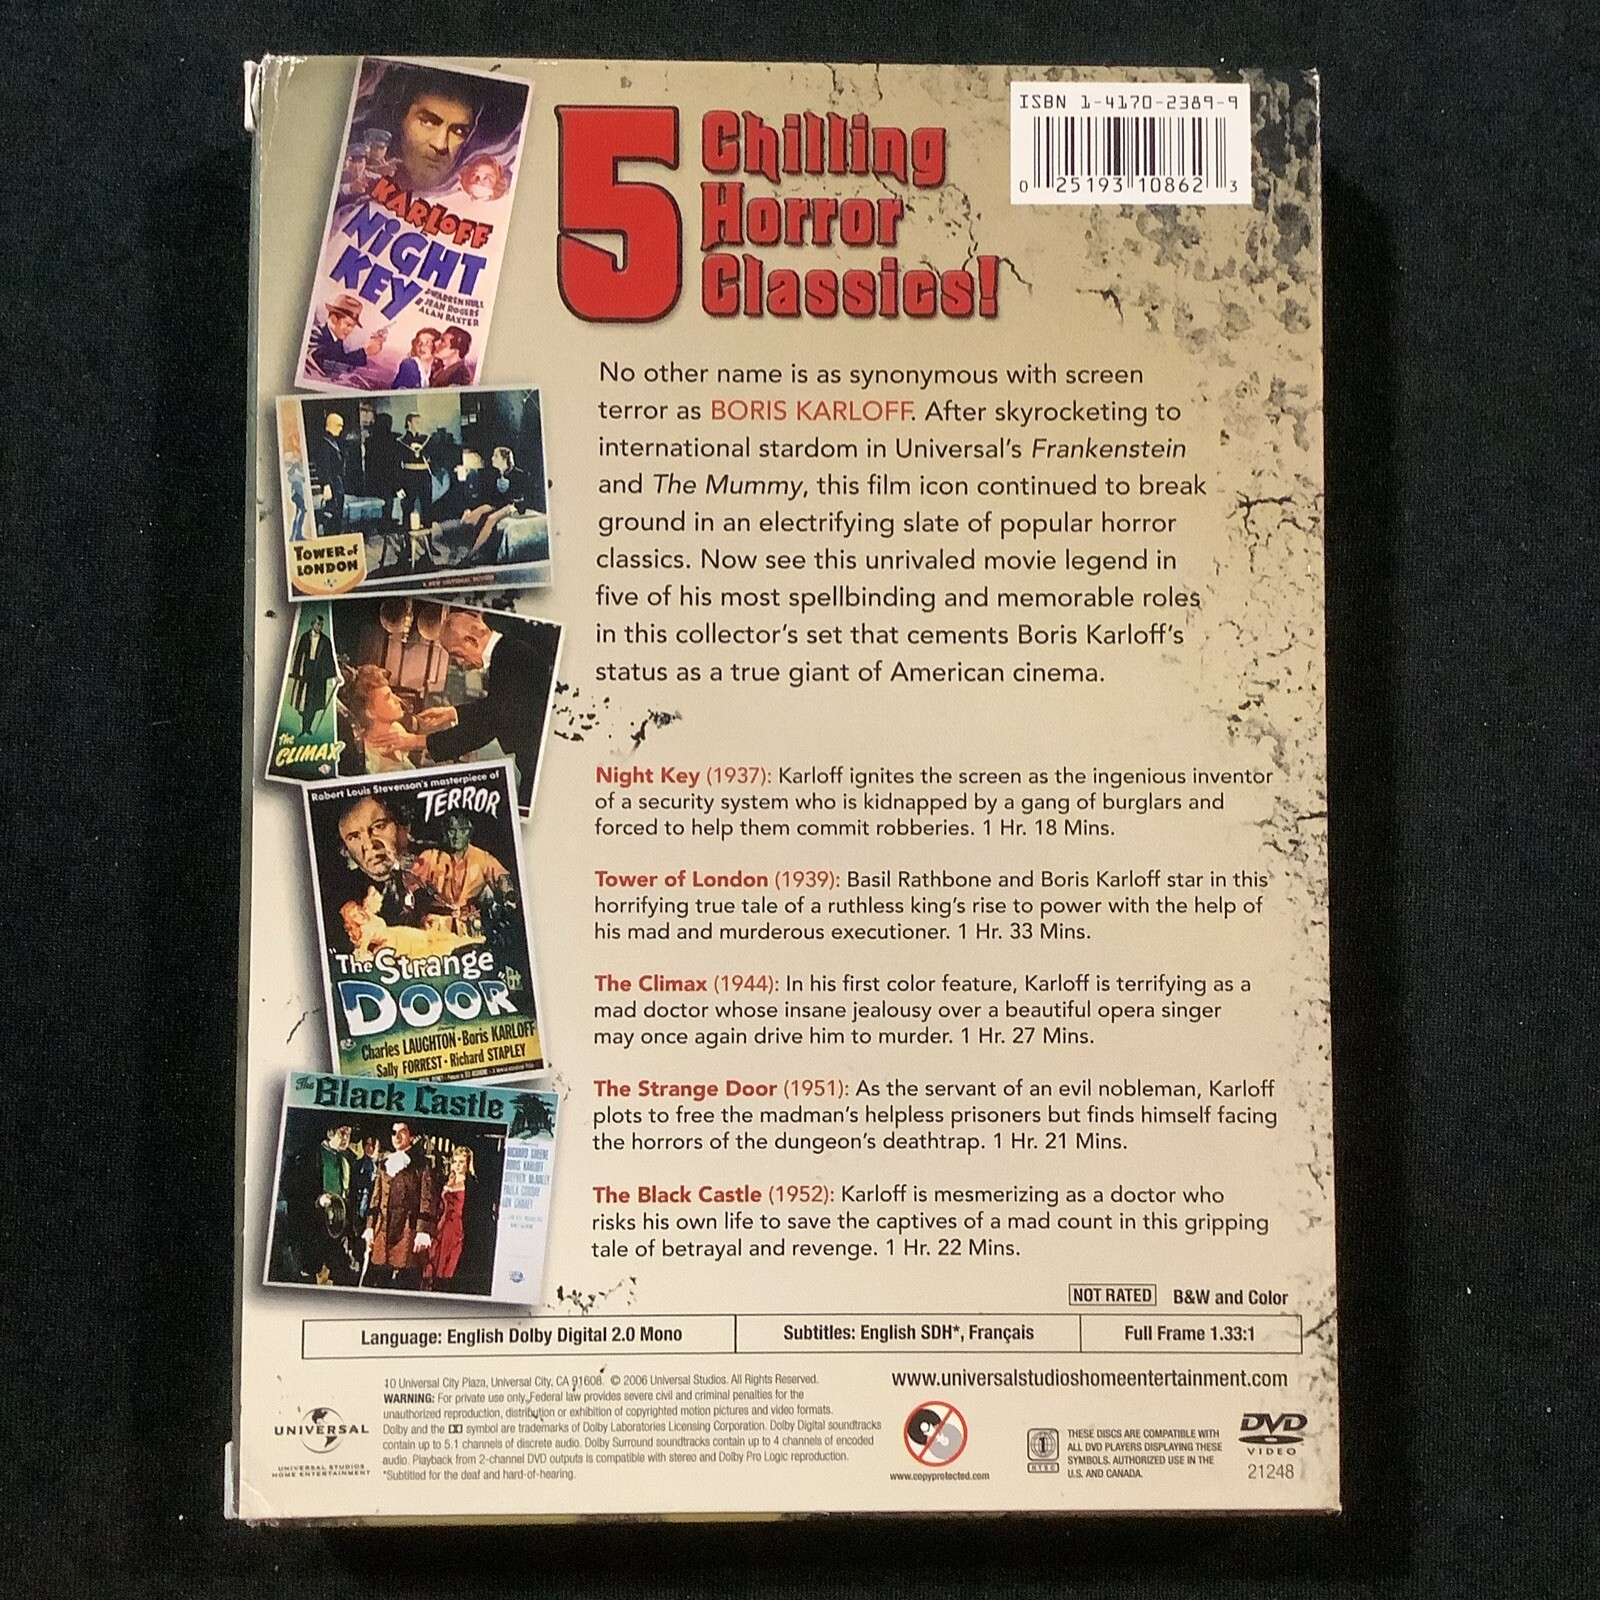 KARLOFF
NIGHT
KEY
WARREN HULL
JEAN ROGERS
ALAN BAXTER
TOWER of
LONDON
the
CLIMAX
Robert Louis Stevenson's masterpiece of
TERROR
"The Strange
DOOR"
Charles LAUGHTON · Boris KARLOFF
Sally FORREST · Richard STAPLEY
The Black Castle
RICHARD GREENE
BORIS KARLOFF
STEPHEN McNALLY
PAULA CORDAY
LON CHANEY
5 Chilling
Horror
Classics!
ISBN 1-4170-2389-9
0 25193 10862 3
No other name is as synonymous with screen
terror as BORIS KARLOFF. After skyrocketing to
international stardom in Universal's Frankenstein
and The Mummy, this film icon continued to break
ground in an electrifying slate of popular horror
classics. Now see this unrivaled movie legend in
five of his most spellbinding and memorable roles
in this collector's set that cements Boris Karloff's
status as a true giant of American cinema.
Night Key (1937): Karloff ignites the screen as the ingenious inventor
of a security system who is kidnapped by a gang of burglars and
forced to help them commit robberies. 1 Hr. 18 Mins.
Tower of London (1939): Basil Rathbone and Boris Karloff star in this
horrifying true tale of a ruthless king's rise to power with the help of
his mad and murderous executioner. 1 Hr. 33 Mins.
The Climax (1944): In his first color feature, Karloff is terrifying as a
mad doctor whose insane jealousy over a beautiful opera singer
may once again drive him to murder. 1 Hr. 27 Mins.
The Strange Door (1951): As the servant of an evil nobleman, Karloff
plots to free the madman's helpless prisoners but finds himself facing
the horrors of the dungeon's deathtrap. 1 Hr. 21 Mins.
The Black Castle (1952): Karloff is mesmerizing as a doctor who
risks his own life to save the captives of a mad count in this gripping
tale of betrayal and revenge. 1 Hr. 22 Mins.
NOT RATED B&W and Color
Language: English Dolby Digital 2.0 Mono
Subtitles: English SDH*, Français
Full Frame 1.33:1
UNIVERSAL
UNIVERSAL STUDIOS
HOME ENTERTAINMENT
10 Universal City Plaza, Universal City, CA 91608. © 2006 Universal Studios. All Rights Reserved.
WARNING: For private use only. Federal law provides severe civil and criminal penalties for the
unauthorized reproduction, distribution or exhibition of copyrighted motion pictures and video formats.
Dolby and the DD symbol are trademarks of Dolby Laboratories Licensing Corporation. Dolby Digital soundtracks
contain up to 5.1 channels of discrete audio. Dolby Surround soundtracks contain up to 4 channels of encoded
audio. Playback from 2-channel DVD outputs is compatible with stereo and Dolby Pro Logic reproduction.
*Subtitled for the deaf and hard-of-hearing.
www.universalstudioshomeentertainment.com
www.copyprotected.com
1
NTSC
THESE DISCS ARE COMPATIBLE WITH
ALL DVD PLAYERS DISPLAYING THESE
SYMBOLS. AUTHORIZED USE IN THE
U.S. AND CANADA.
DVD
VIDEO
21248